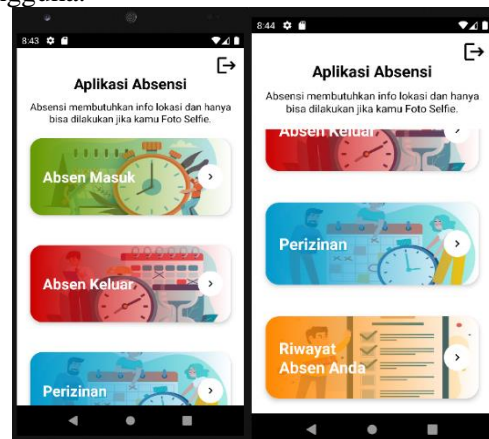 8:43
Aplikasi Absensi
Absensi membutuhkan info lokasi dan hanya
bisa dilakukan jika kamu Foto Selfie.
Absen Masuk
Absen Keluar
Perizinan
8:44
Aplikasi Absensi
Absensi membutuhkan info lokasi dan hanya
bisa dilakukan jika kamu Foto Selfie.
Absen Keluar
Perizinan
Riwayat
Absen Anda